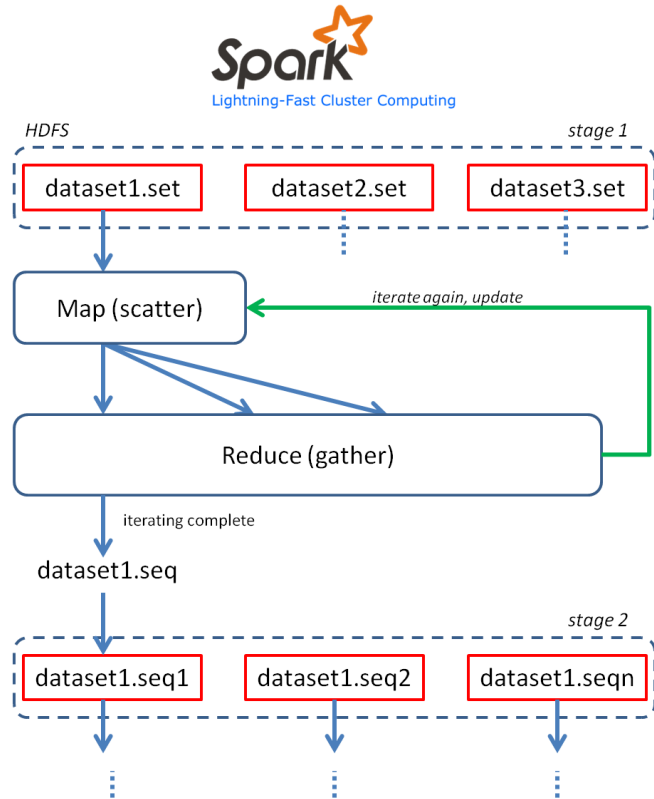 Spark
Lightning-Fast Cluster Computing
HDFS
stage 1
dataset1.set
dataset2.set
dataset3.set
Map (scatter)
iterate again, update
Reduce (gather)
iterating complete
dataset1.seq
stage 2
dataset1.seq1
dataset1.seq2
dataset1.seqn